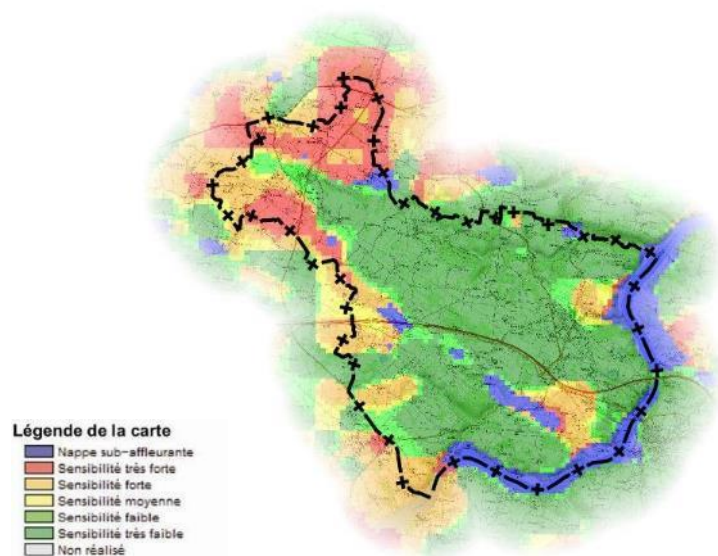 Légende de la carte
Nappe sub-affleurante
Sensibilité très forte
Sensibilité forte
Sensibilité moyenne
Sensibilité faible
Sensibilité très faible
Non réalisé